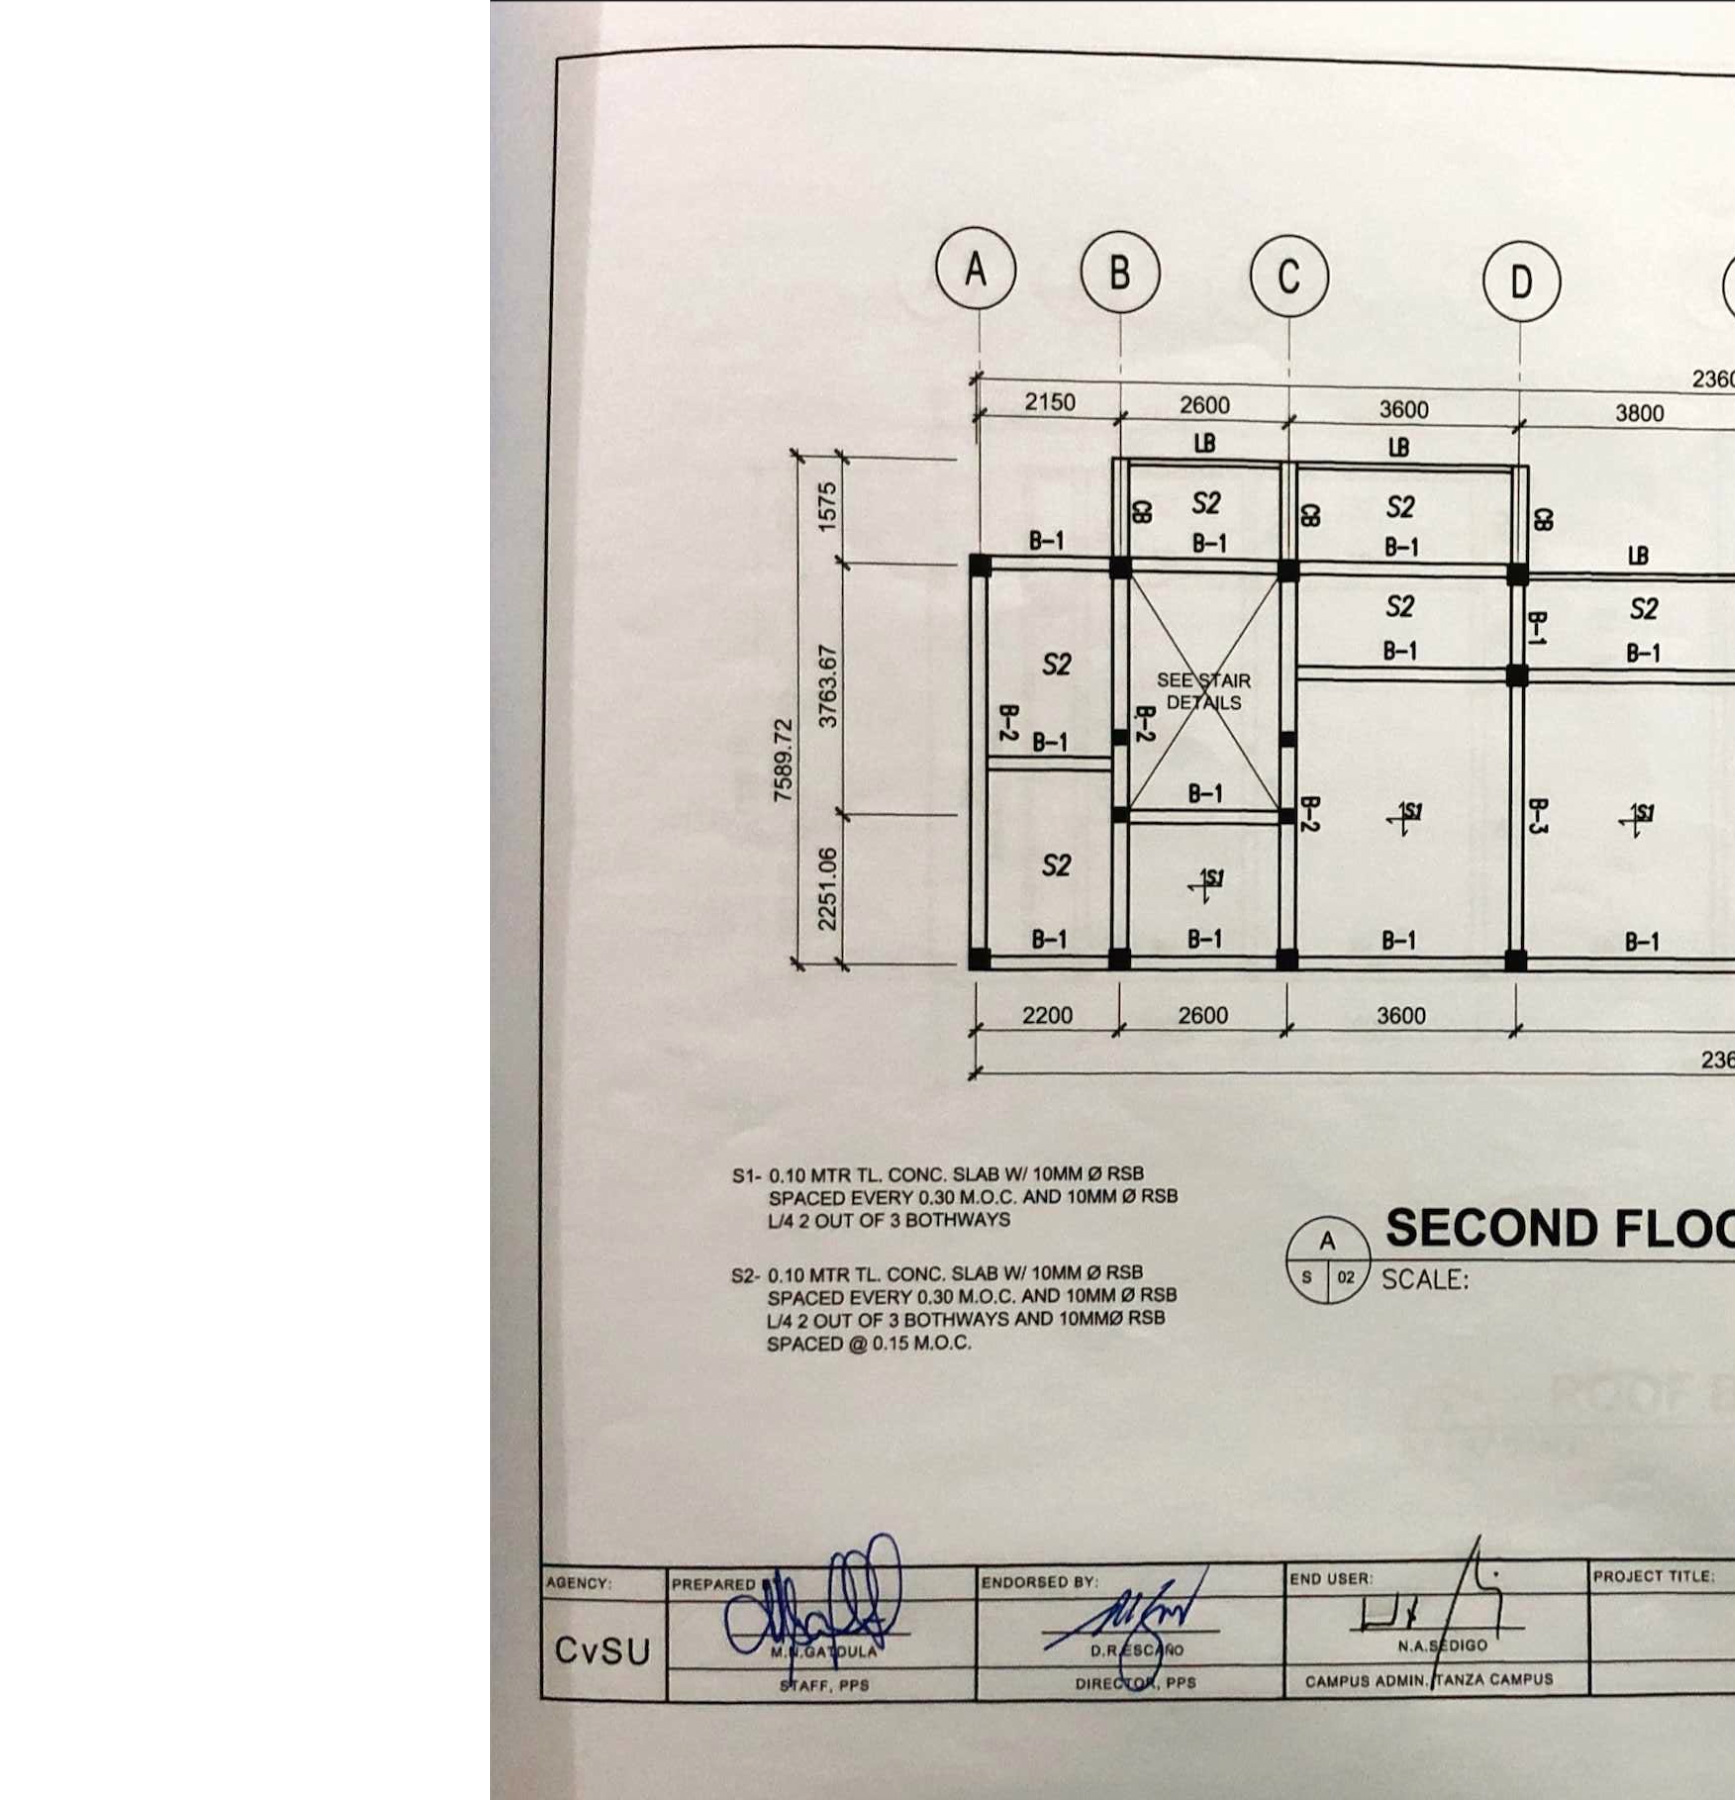 A
B
C
D
2360
2150
2600
3600
3800
LB
LB
1575
CB
S2
CB
S2
CB
B-1
B-1
B-1
LB
S2
B-1
S2
B-1
B-1
3763.67
S2
SEE STAIR
DETAILS
7589.72
B-2
B-1
B-2
B-1
B-2
S1
B-3
S1
2251.06
S2
S1
B-1
B-1
B-1
B-1
2200
2600
3600
236
S1- 0.10 MTR TL. CONC. SLAB W/ 10MM Ø RSB
SPACED EVERY 0.30 M.O.C. AND 10MM Ø RSB
L/4 2 OUT OF 3 BOTHWAYS
S2- 0.10 MTR TL. CONC. SLAB W/ 10MM Ø RSB
SPACED EVERY 0.30 M.O.C. AND 10MM Ø RSB
L/4 2 OUT OF 3 BOTHWAYS AND 10MMØ RSB
SPACED @ 0.15 M.O.C.
A
S 02
SECOND FLOO
SCALE:
AGENCY:
CvSU
PREPARED
M.N.GATDULA
STAFF, PPS
ENDORSED BY:
D.R.ESCAÑO
DIRECTOR, PPS
END USER:
N.A.SEDIGO
CAMPUS ADMIN. TANZA CAMPUS
PROJECT TITLE: